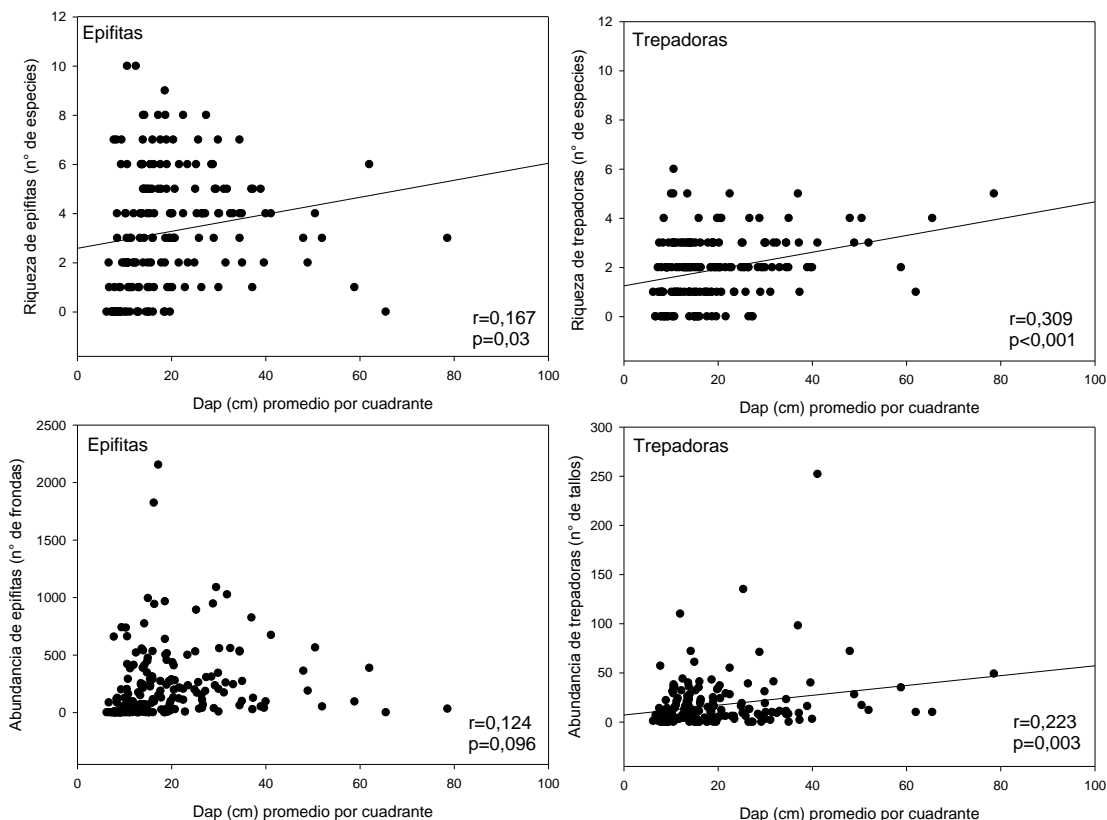 Epifitas
Riqueza de epifitas (n° de especies)
12
10
8
6
4
2
0
r=0,167
p=0,03
0 20 40 60 80 100
Dap (cm) promedio por cuadrante
Trepadoras
Riqueza de trepadoras (n° de especies)
12
10
8
6
4
2
0
r=0,309
p<0,001
0 20 40 60 80 100
Dap (cm) promedio por cuadrante
Epifitas
Abundancia de epifitas (n° de frondas)
2500
2000
1500
1000
500
0
r=0,124
p=0,096
0 20 40 60 80 100
Dap (cm) promedio por cuadrante
Trepadoras
Abundancia de trepadoras (n° de tallos)
300
250
200
150
100
50
0
r=0,223
p=0,003
0 20 40 60 80 100
Dap (cm) promedio por cuadrante